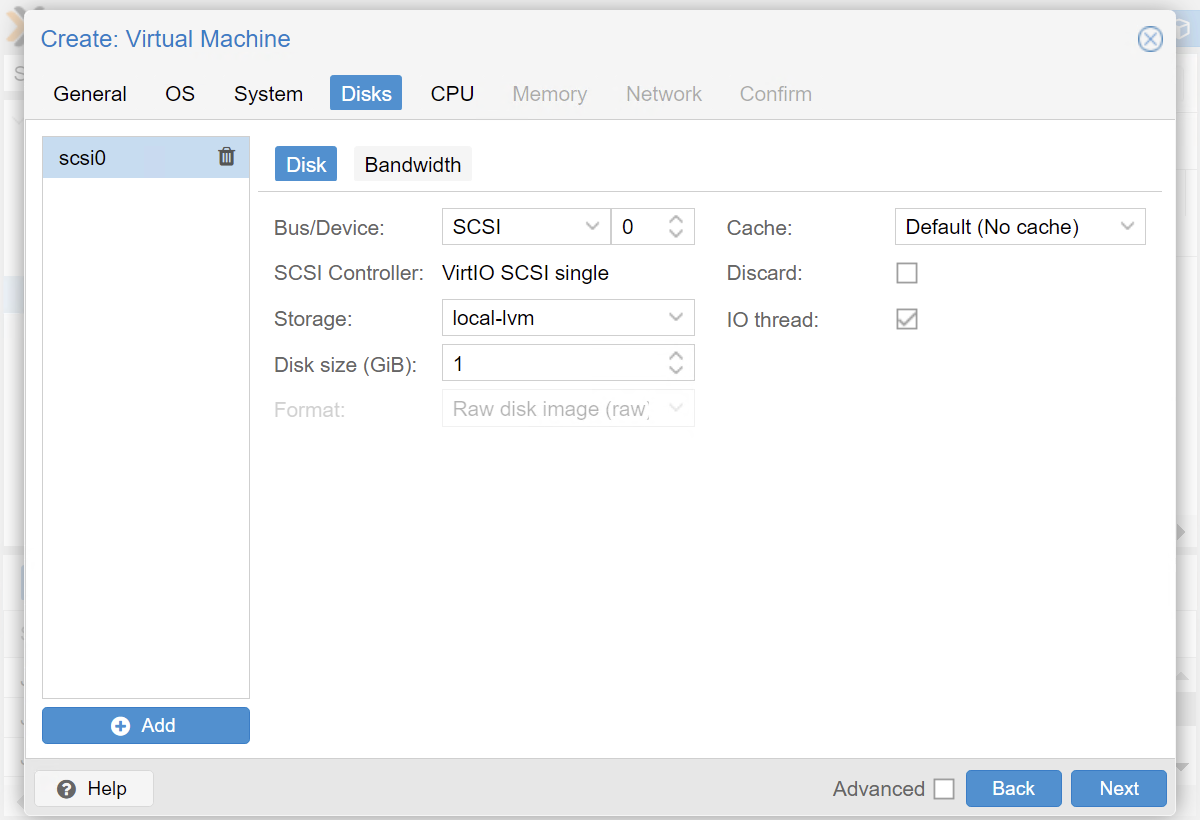 Create: Virtual Machine
General OS System Disks CPU Memory Network Confirm
scsi0
Disk Bandwidth
Bus/Device: SCSI 0 Cache: Default (No cache)
SCSI Controller: VirtIO SCSI single Discard:
Storage: local-lvm IO thread:
Disk size (GiB): 1
Format: Raw disk image (raw)
Add
Help Advanced Back Next